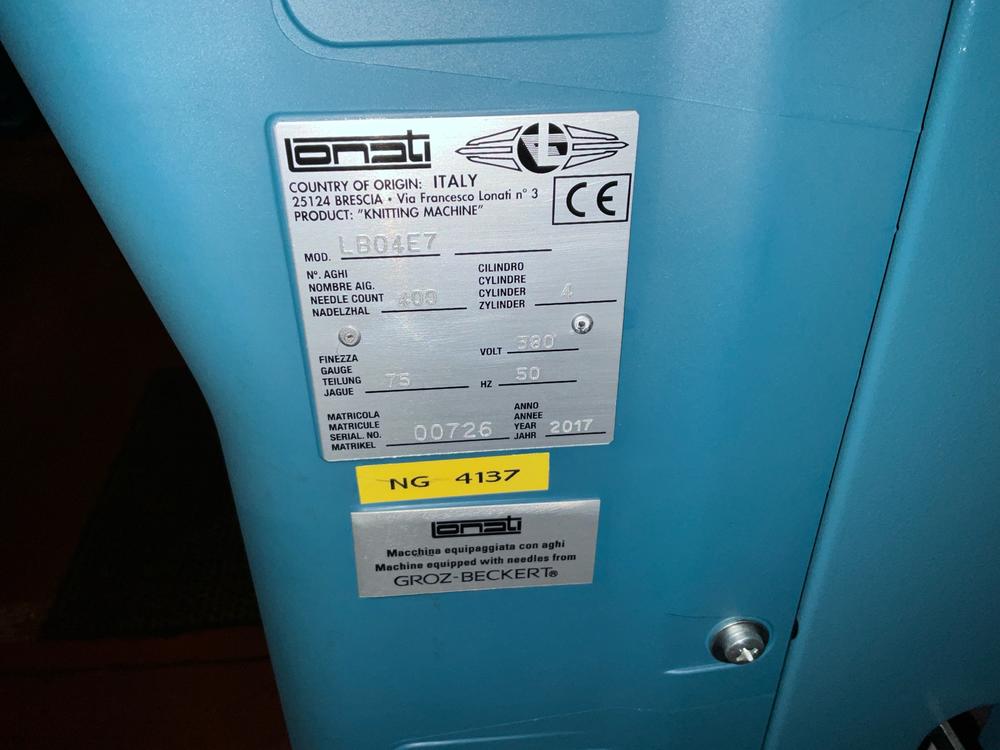 Lonati
COUNTRY OF ORIGIN: ITALY
25124 BRESCIA • Via Francesco Lonati n° 3
PRODUCT: "KNITTING MACHINE"
CE
MOD. LB04E7
N°. AGHI
NOMBRE AIG.
NEEDLE COUNT 400
NADELZHAL
CILINDRO
CYLINDRE
CYLINDER 4
ZYLINDER
FINEZZA
GAUGE
TEILUNG 75
JAGUE
VOLT 380
HZ 50
MATRICOLA
MATRICULE
SERIAL. NO. 00726
MATRIKEL
ANNO
ANNEE
YEAR 2017
JAHR
NG 4137
Lonati
Macchina equipaggiata con aghi
Machine equipped with needles from
GROZ-BECKERT®